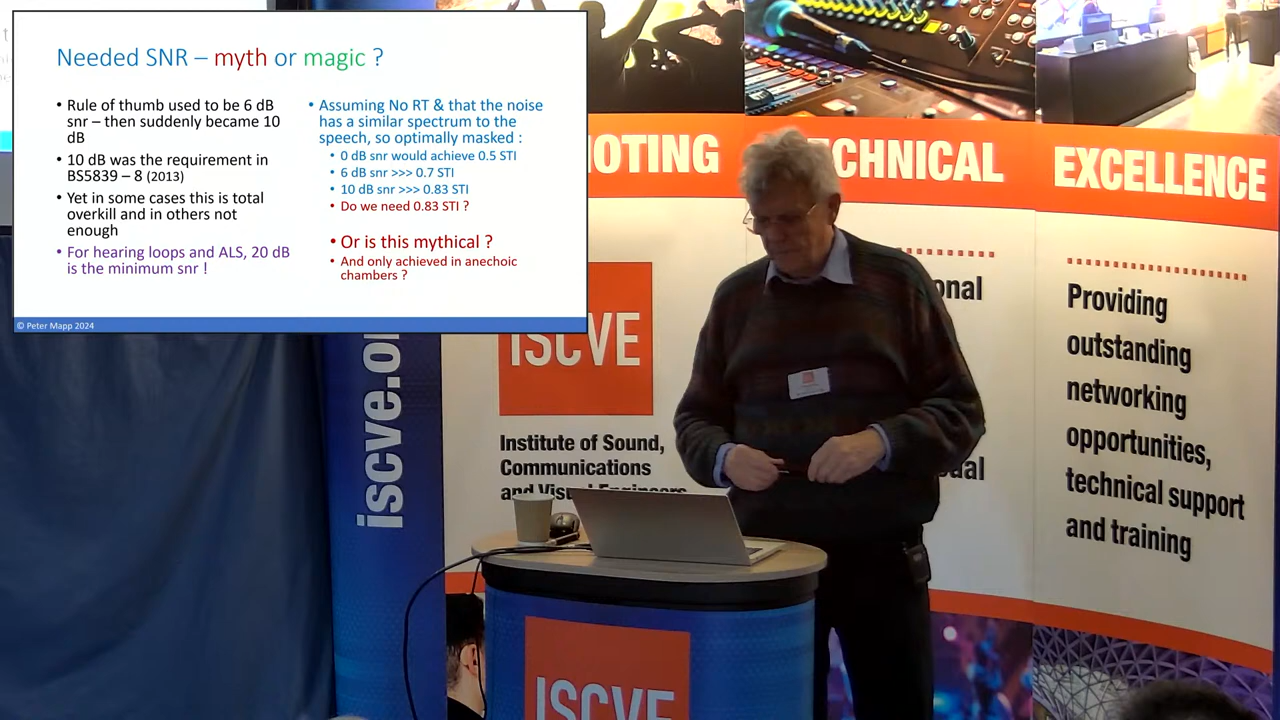 Needed SNR – myth or magic ?
• Rule of thumb used to be 6 dB
snr – then suddenly became 10
dB
• 10 dB was the requirement in
BS5839 – 8 (2013)
• Yet in some cases this is total
overkill and in others not
enough
• For hearing loops and ALS, 20 dB
is the minimum snr !
• Assuming No RT & that the noise
has a similar spectrum to the
speech, so optimally masked :
• 0 dB snr would achieve 0.5 STI
• 6 dB snr >>> 0.7 STI
• 10 dB snr >>> 0.83 STI
• Do we need 0.83 STI ?
• Or is this mythical ?
• And only achieved in anechoic
chambers ?
© Peter Mapp 2024
iscve.or
OTING
CHNICAL
EXCELLENCE
ISCVE
Institute of Sound,
Communications
and Visual Engineers
onal
ual
Providing
outstanding
networking
opportunities,
technical support
and training
ISCVE